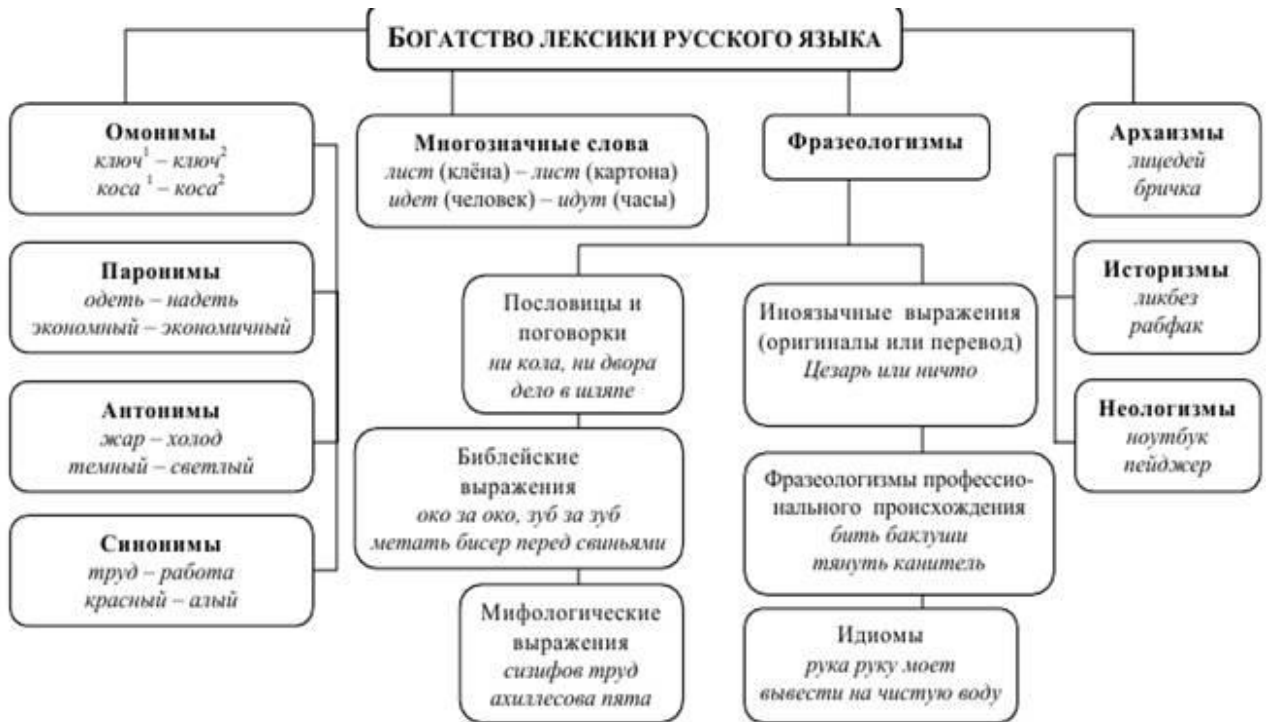 БОГАТСТВО ЛЕКСИКИ РУССКОГО ЯЗЫКА
Омонимы
ключ¹ – ключ²
коса ¹ – коса²
Паронимы
одеть – надеть
экономный – экономичный
Антонимы
жар – холод
темный – светлый
Синонимы
труд – работа
красный – алый
Многозначные слова
лист (клёна) – лист (картона)
идет (человек) – идут (часы)
Фразеологизмы
Пословицы и
поговорки
ни кола, ни двора
дело в шляпе
Библейские
выражения
око за око, зуб за зуб
метать бисер перед свиньями
Мифологические
выражения
сизифов труд
ахиллесова пята
Иноязычные выражения
(оригиналы или перевод)
Цезарь или ничто
Фразеологизмы профессио-
нального происхождения
бить баклуши
тянуть канитель
Идиомы
рука руку моет
вывести на чистую воду
Архаизмы
лицедей
бричка
Историзмы
ликбез
рабфак
Неологизмы
ноутбук
пейджер